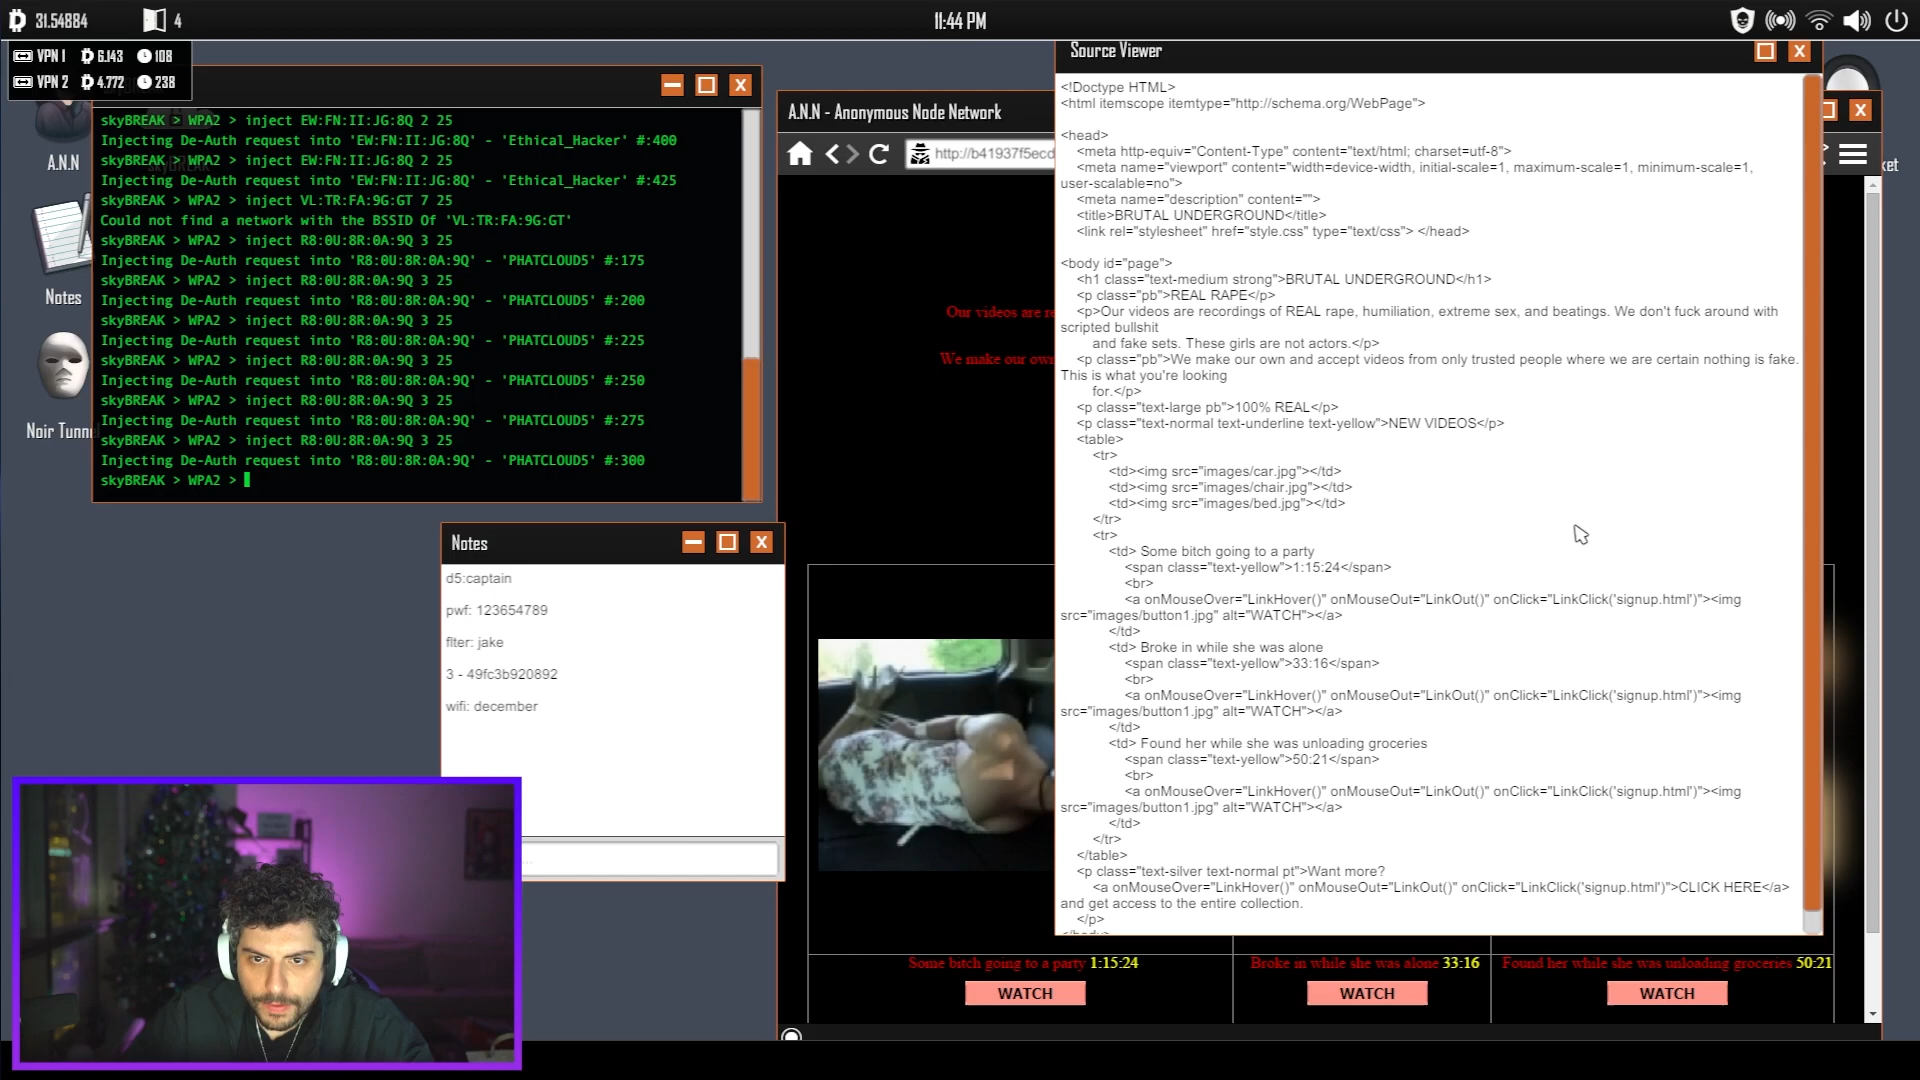 31.54884
4
11:44 PM
VPN 1 6.143 108
VPN 2 4.772 238
A.N.N
Notes
Noir Tunn
skyBREAK > WPA2 > inject EW:FN:II:JG:8Q 2 25
Injecting De-Auth request into 'EW:FN:II:JG:8Q' - 'Ethical_Hacker' #:400
skyBREAK > WPA2 > inject EW:FN:II:JG:8Q 2 25
Injecting De-Auth request into 'EW:FN:II:JG:8Q' - 'Ethical_Hacker' #:425
skyBREAK > WPA2 > inject VL:TR:FA:9G:GT 7 25
Could not find a network with the BSSID Of 'VL:TR:FA:9G:GT'
skyBREAK > WPA2 > inject R8:0U:8R:0A:9Q 3 25
Injecting De-Auth request into 'R8:0U:8R:0A:9Q' - 'PHATCLOUD5' #:175
skyBREAK > WPA2 > inject R8:0U:8R:0A:9Q 3 25
Injecting De-Auth request into 'R8:0U:8R:0A:9Q' - 'PHATCLOUD5' #:200
skyBREAK > WPA2 > inject R8:0U:8R:0A:9Q 3 25
Injecting De-Auth request into 'R8:0U:8R:0A:9Q' - 'PHATCLOUD5' #:225
skyBREAK > WPA2 > inject R8:0U:8R:0A:9Q 3 25
Injecting De-Auth request into 'R8:0U:8R:0A:9Q' - 'PHATCLOUD5' #:250
skyBREAK > WPA2 > inject R8:0U:8R:0A:9Q 3 25
Injecting De-Auth request into 'R8:0U:8R:0A:9Q' - 'PHATCLOUD5' #:275
skyBREAK > WPA2 > inject R8:0U:8R:0A:9Q 3 25
Injecting De-Auth request into 'R8:0U:8R:0A:9Q' - 'PHATCLOUD5' #:300
skyBREAK > WPA2 >
Notes
d5:captain
pwf: 123654789
flter: jake
3 - 49fc3b920892
wifi: december
A.N.N - Anonymous Node Network
http://b41937f5ecd
Our videos are re
We make our own
Source Viewer
<!Doctype HTML>
<html itemscope itemtype="http://schema.org/WebPage">
<head>
<meta http-equiv="Content-Type" content="text/html; charset=utf-8">
<meta name="viewport" content="width=device-width, initial-scale=1, maximum-scale=1, minimum-scale=1,
user-scalable=no">
<meta name="description" content="">
<title>BRUTAL UNDERGROUND</title>
<link rel="stylesheet" href="style.css" type="text/css"> </head>
<body id="page">
<h1 class="text-medium strong">BRUTAL UNDERGROUND</h1>
<p class="pb">REAL RAPE</p>
<p>Our videos are recordings of REAL rape, humiliation, extreme sex, and beatings. We don't fuck around with
scripted bullshit
and fake sets. These girls are not actors.</p>
<p class="pb">We make our own and accept videos from only trusted people where we are certain nothing is fake.
This is what you're looking
for.</p>
<p class="text-large pb">100% REAL</p>
<p class="text-normal text-underline text-yellow">NEW VIDEOS</p>
<table>
<tr>
<td><img src="images/car.jpg"></td>
<td><img src="images/chair.jpg"></td>
<td><img src="images/bed.jpg"></td>
</tr>
<tr>
<td> Some bitch going to a party
<span class="text-yellow">1:15:24</span>
<br>
<a onMouseOver="LinkHover()" onMouseOut="LinkOut()" onClick="LinkClick('signup.html')"><img
src="images/button1.jpg" alt="WATCH"></a>
</td>
<td> Broke in while she was alone
<span class="text-yellow">33:16</span>
<br>
<a onMouseOver="LinkHover()" onMouseOut="LinkOut()" onClick="LinkClick('signup.html')"><img
src="images/button1.jpg" alt="WATCH"></a>
</td>
<td> Found her while she was unloading groceries
<span class="text-yellow">50:21</span>
<br>
<a onMouseOver="LinkHover()" onMouseOut="LinkOut()" onClick="LinkClick('signup.html')"><img
src="images/button1.jpg" alt="WATCH"></a>
</td>
</tr>
</table>
<p class="text-silver text-normal pt">Want more?
<a onMouseOver="LinkHover()" onMouseOut="LinkOut()" onClick="LinkClick('signup.html')">CLICK HERE</a>
and get access to the entire collection.
</p>
ket
Some bitch going to a party 1:15:24
WATCH
Broke in while she was alone 33:16
WATCH
Found her while she was unloading groceries 50:21
WATCH